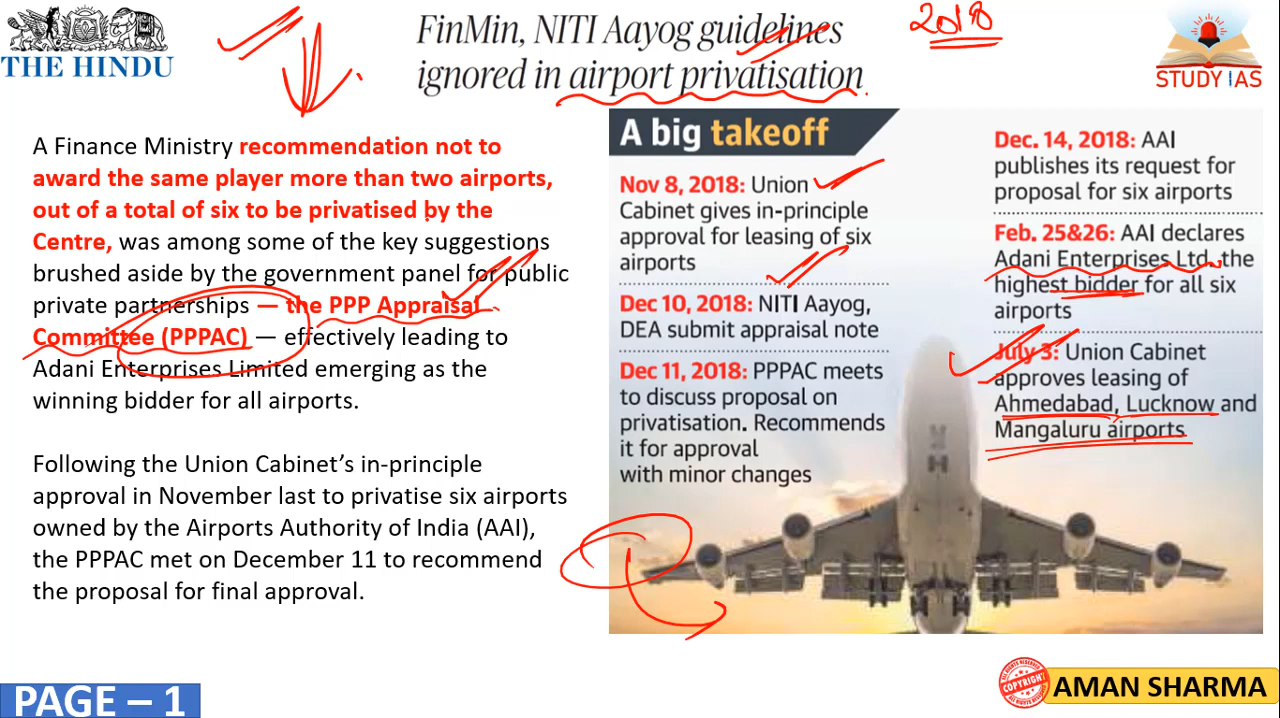 THE HINDU
FinMin, NITI Aayog guidelines
ignored in airport privatisation
2018
STUDY IAS
A Finance Ministry recommendation not to
award the same player more than two airports,
out of a total of six to be privatised by the
Centre, was among some of the key suggestions
brushed aside by the government panel for public
private partnerships — the PPP Appraisal
Committee (PPPAC) — effectively leading to
Adani Enterprises Limited emerging as the
winning bidder for all airports.
Following the Union Cabinet’s in-principle
approval in November last to privatise six airports
owned by the Airports Authority of India (AAI),
the PPPAC met on December 11 to recommend
the proposal for final approval.
A big takeoff
Nov 8, 2018: Union
Cabinet gives in-principle
approval for leasing of six
airports
Dec 10, 2018: NITI Aayog,
DEA submit appraisal note
Dec 11, 2018: PPPAC meets
to discuss proposal on
privatisation. Recommends
it for approval
with minor changes
Dec. 14, 2018: AAI
publishes its request for
proposal for six airports
Feb. 25&26: AAI declares
Adani Enterprises Ltd. the
highest bidder for all six
airports
July 3: Union Cabinet
approves leasing of
Ahmedabad, Lucknow and
Mangaluru airports
PAGE – 1
COPYRIGHT
AMAN SHARMA